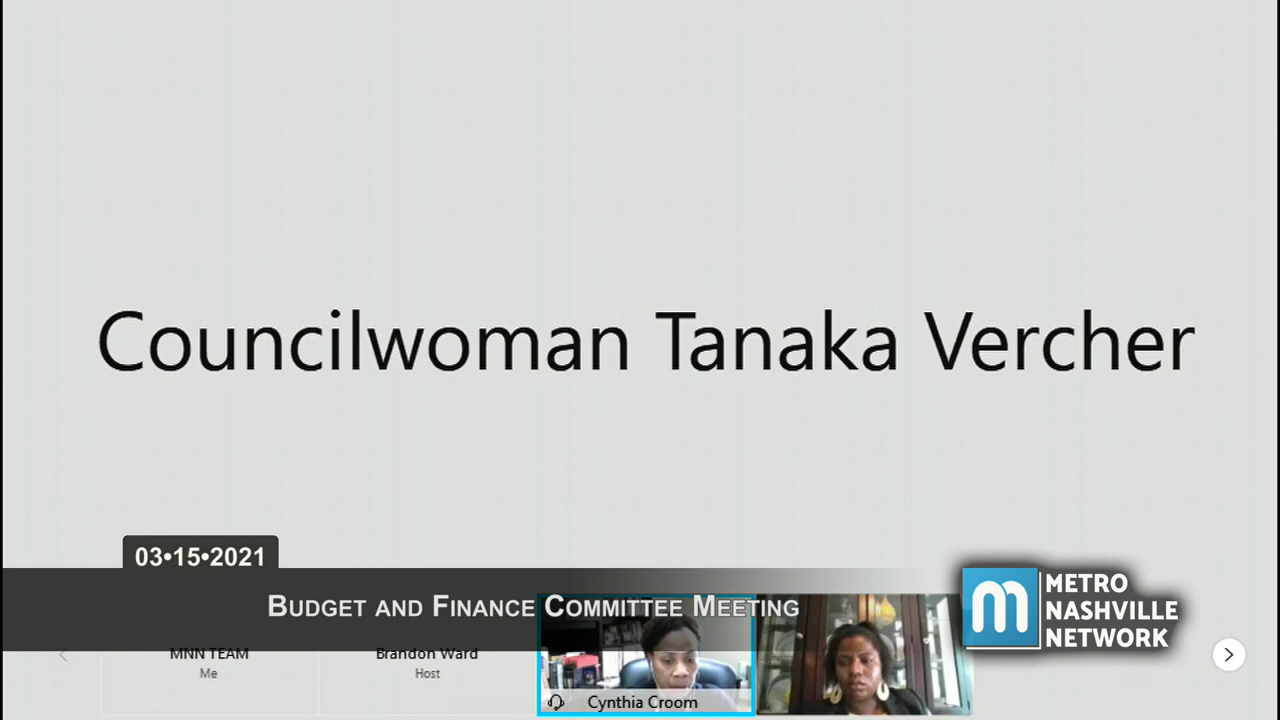 Councilwoman Tanaka Vercher
03•15•2021
Budget and Finance Committee Meeting
METRO
NASHVILLE
NETWORK
MNN TEAM
Me
Brandon Ward
Host
Cynthia Croom